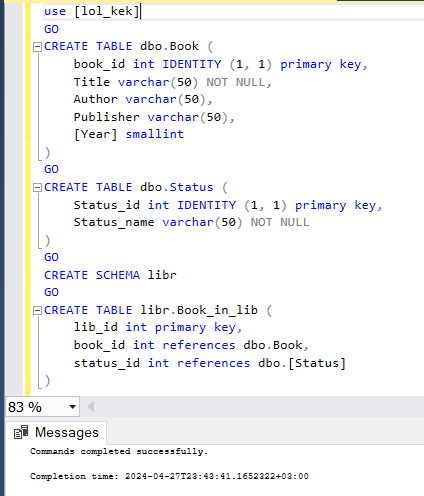 use [lol_kek]
GO
CREATE TABLE dbo.Book (
book_id int IDENTITY (1, 1) primary key,
Title varchar(50) NOT NULL,
Author varchar(50),
Publisher varchar(50),
[Year] smallint
)
GO
CREATE TABLE dbo.Status (
Status_id int IDENTITY (1, 1) primary key,
Status_name varchar(50) NOT NULL
)
GO
CREATE SCHEMA libr
GO
CREATE TABLE libr.Book_in_lib (
lib_id int primary key,
book_id int references dbo.Book,
status_id int references dbo.[Status]
)
83 %
Messages
Commands completed successfully.
Completion time: 2024-04-27T23:43:41.1652322+03:00